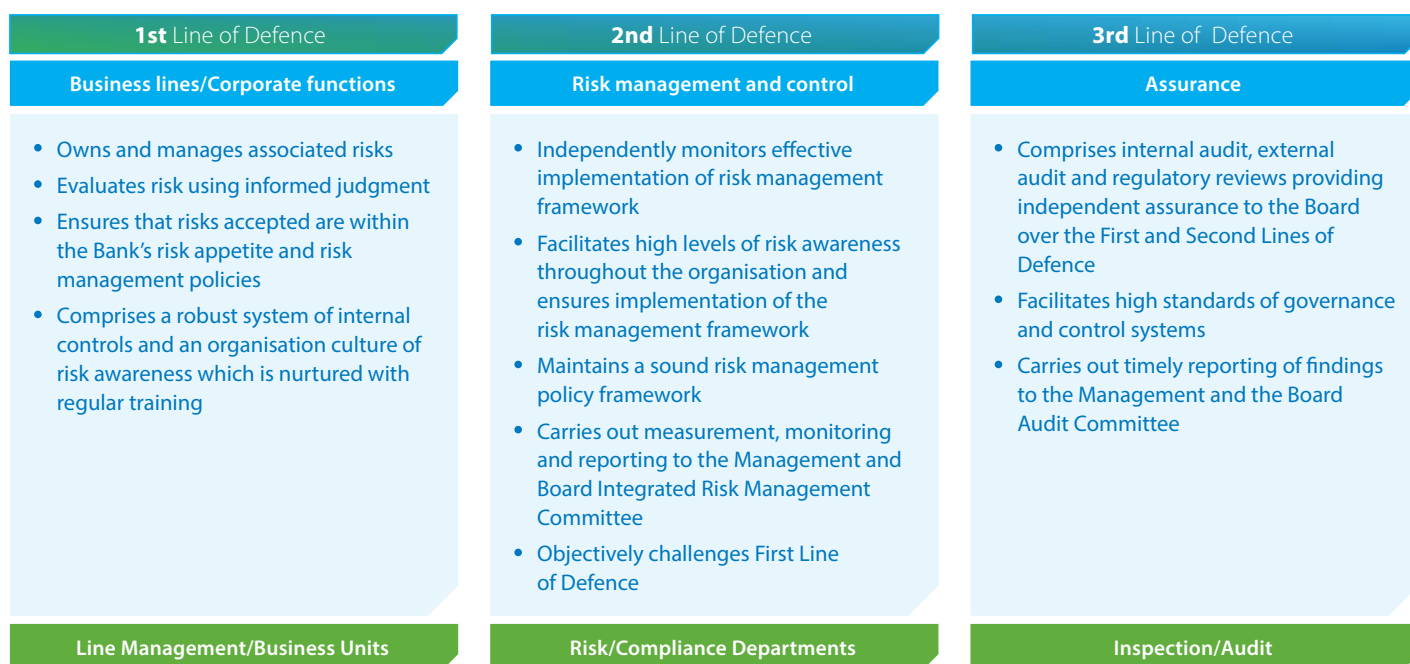 1st Line of Defence
Business lines/Corporate functions
• Owns and manages associated risks
• Evaluates risk using informed judgment
• Ensures that risks accepted are within
the Bank's risk appetite and risk
management policies
• Comprises a robust system of internal
controls and an organisation culture of
risk awareness which is nurtured with
regular training
Line Management/Business Units
2nd Line of Defence
Risk management and control
• Independently monitors effective
implementation of risk management
framework
• Facilitates high levels of risk awareness
throughout the organisation and
ensures implementation of the
risk management framework
• Maintains a sound risk management
policy framework
• Carries out measurement, monitoring
and reporting to the Management and
Board Integrated Risk Management
Committee
• Objectively challenges First Line
of Defence
Risk/Compliance Departments
3rd Line of Defence
Assurance
• Comprises internal audit, external
audit and regulatory reviews providing
independent assurance to the Board
over the First and Second Lines of
Defence
• Facilitates high standards of governance
and control systems
• Carries out timely reporting of findings
to the Management and the Board
Audit Committee
Inspection/Audit